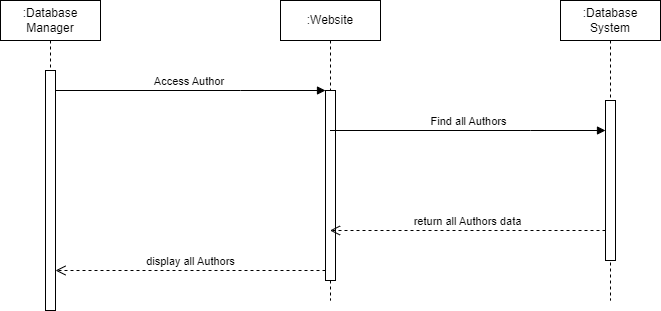 :Database
Manager
:Website
:Database
System
Access Author
Find all Authors
return all Authors data
display all Authors